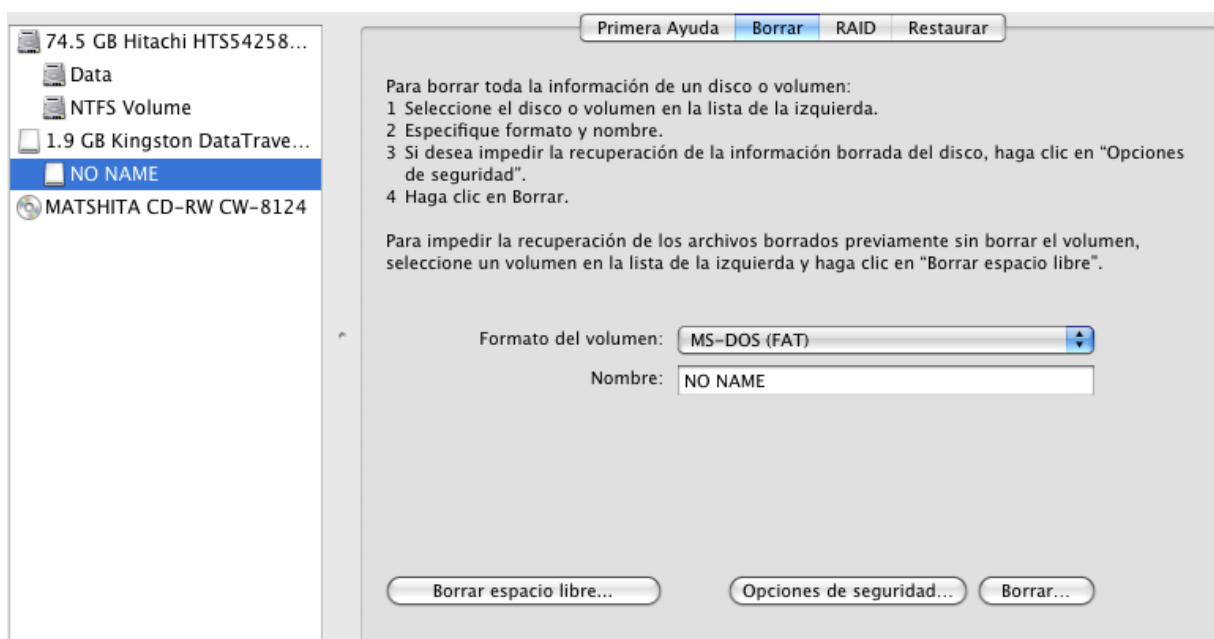 74.5 GB Hitachi HTS54258...
Data
NTFS Volume
1.9 GB Kingston DataTrave...
NO NAME
MATSHITA CD-RW CW-8124
Primera Ayuda Borrar RAID Restaurar
Para borrar toda la información de un disco o volumen:
1 Seleccione el disco o volumen en la lista de la izquierda.
2 Especifique formato y nombre.
3 Si desea impedir la recuperación de la información borrada del disco, haga clic en “Opciones
de seguridad”.
4 Haga clic en Borrar.
Para impedir la recuperación de los archivos borrados previamente sin borrar el volumen,
seleccione un volumen en la lista de la izquierda y haga clic en “Borrar espacio libre”.
Formato del volumen: MS-DOS (FAT)
Nombre: NO NAME
Borrar espacio libre... Opciones de seguridad... Borrar...